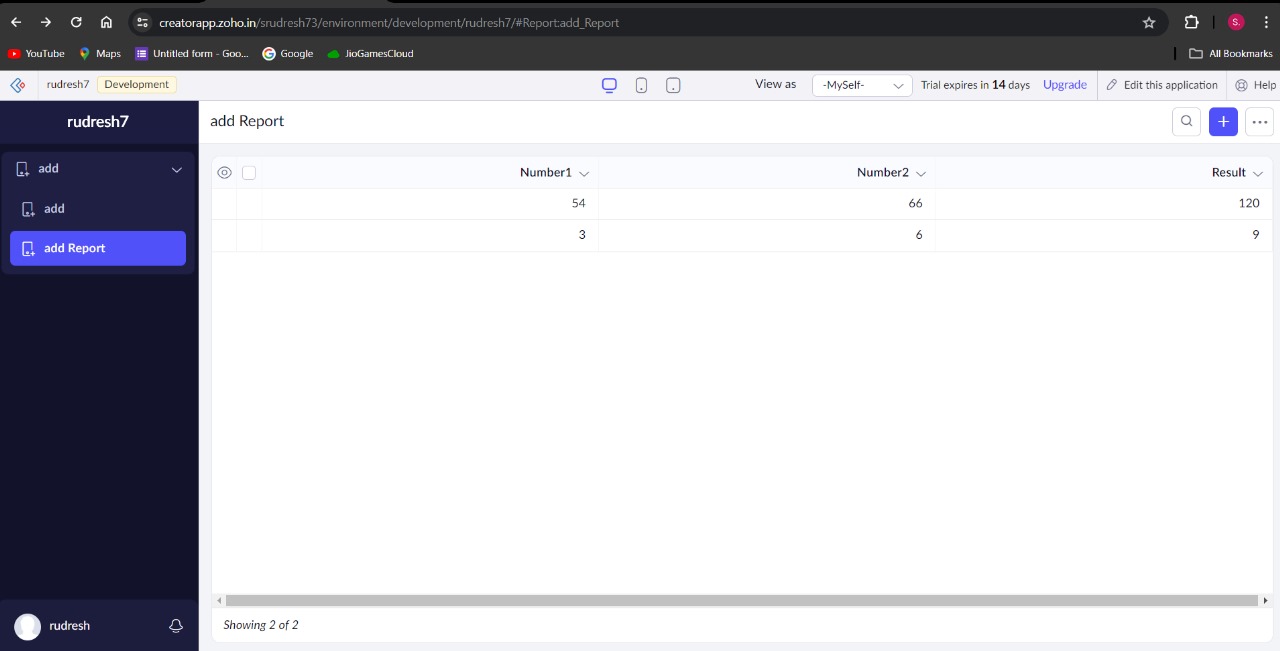 creatorapp.zoho.in/srudresh73/environment/development/rudresh7/#Report:add_Report
S.
YouTube Maps Untitled form - Goo... Google JioGamesCloud All Bookmarks
rudresh7 Development View as -MySelf- Trial expires in 14 days Upgrade Edit this application Help
rudresh7
add Report
add
add
add Report
Number1 Number2 Result
54 66 120
3 6 9
Showing 2 of 2
rudresh